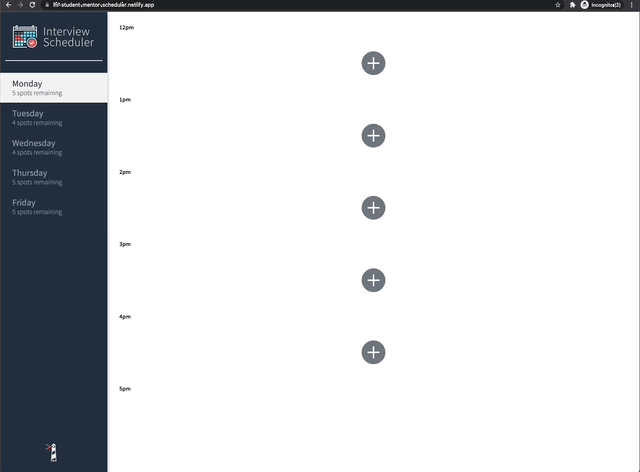 student-mentor-scheduler.netlify.app
Incognito (2)
Interview
Scheduler
Monday
5 spots remaining
Tuesday
4 spots remaining
Wednesday
4 spots remaining
Thursday
5 spots remaining
Friday
5 spots remaining
12pm
1pm
2pm
3pm
4pm
5pm